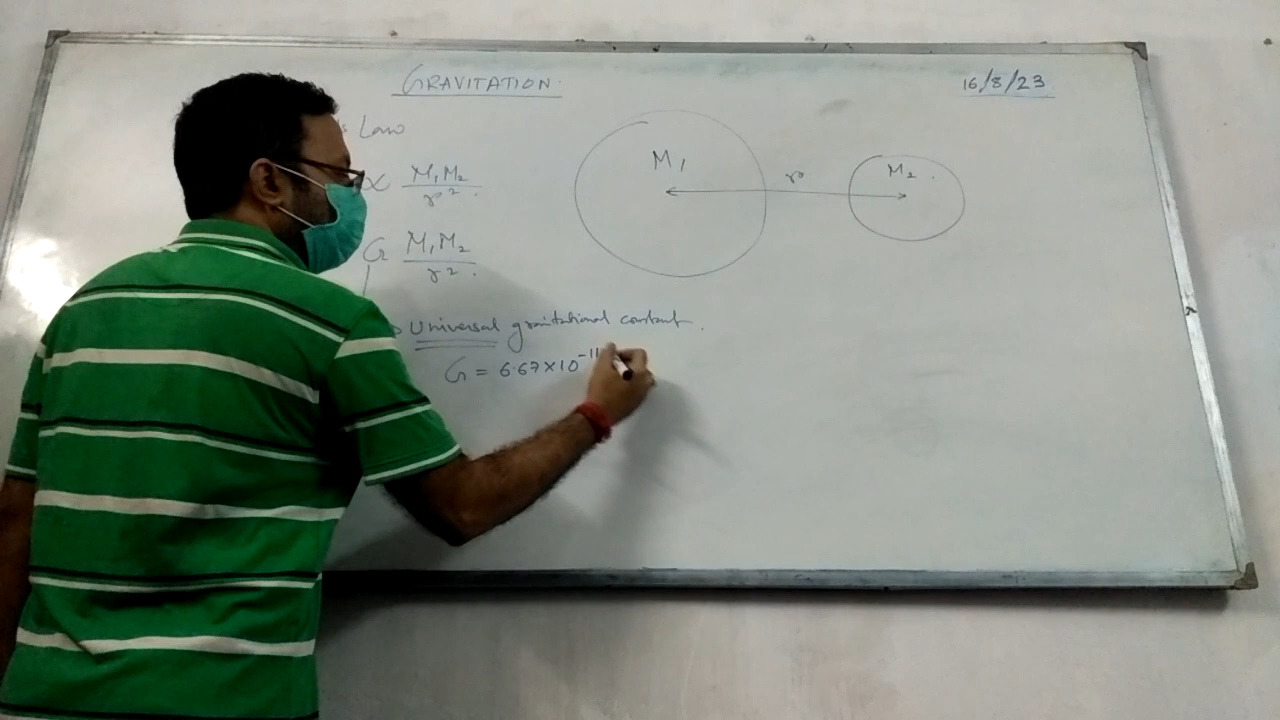 GRAVITATION.
16/8/23
s Law
∝ M₁M₂ / r² .
G M₁M₂ / r² .
Universal gravitational constant.
G = 6.67×10⁻¹¹
M₁
r
M₂ .